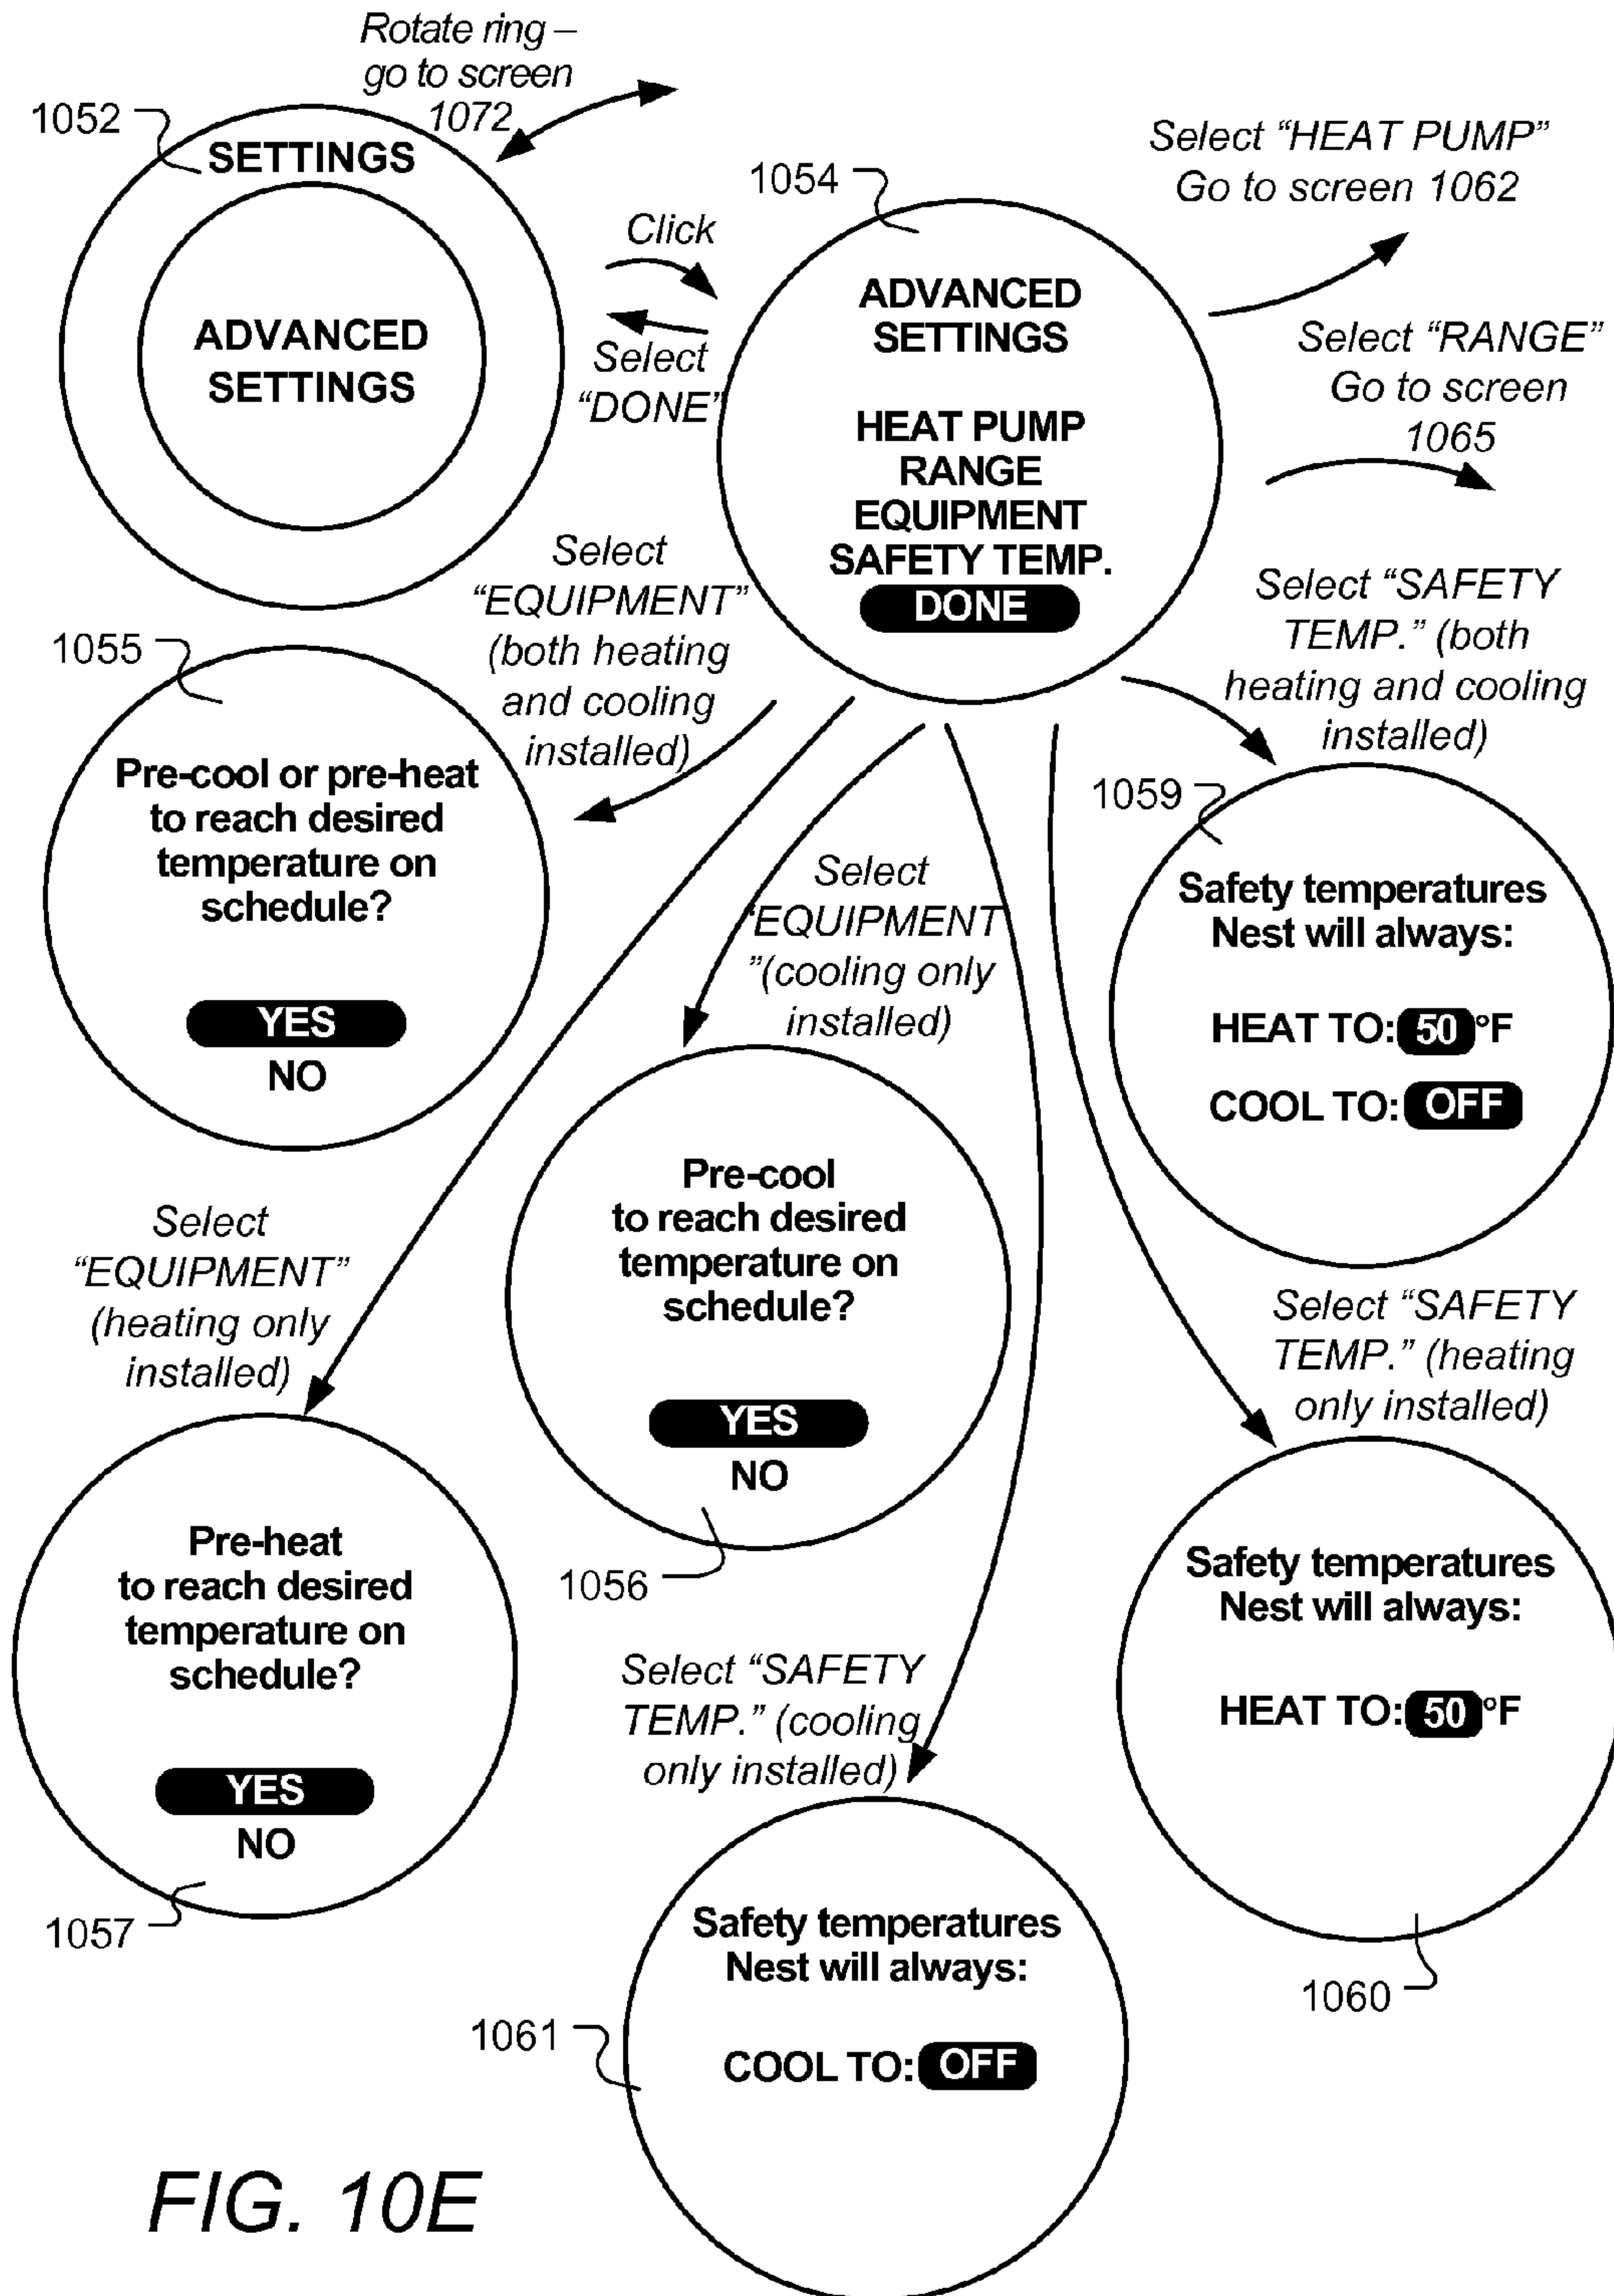 Rotate ring –
go to screen
1072
1052
SETTINGS
ADVANCED
SETTINGS
Click
Select
“DONE”
1054
ADVANCED
SETTINGS
HEAT PUMP
RANGE
EQUIPMENT
SAFETY TEMP.
DONE
Select “HEAT PUMP”
Go to screen 1062
Select “RANGE”
Go to screen
1065
Select
“EQUIPMENT”
(both heating
and cooling
installed)
1055
Pre-cool or pre-heat
to reach desired
temperature on
schedule?
YES
NO
Select “SAFETY
TEMP.” (both
heating and cooling
installed)
1059
Safety temperatures
Nest will always:
HEAT TO: 50 °F
COOL TO: OFF
Select
“EQUIPMENT
”(cooling only
installed)
Pre-cool
to reach desired
temperature on
schedule?
YES
NO
1056
Select
“EQUIPMENT”
(heating only
installed)
Pre-heat
to reach desired
temperature on
schedule?
YES
NO
1057
Select “SAFETY
TEMP.” (heating
only installed)
Safety temperatures
Nest will always:
HEAT TO: 50 °F
1060
Select “SAFETY
TEMP.” (cooling
only installed)
1061
Safety temperatures
Nest will always:
COOL TO: OFF
FIG. 10E